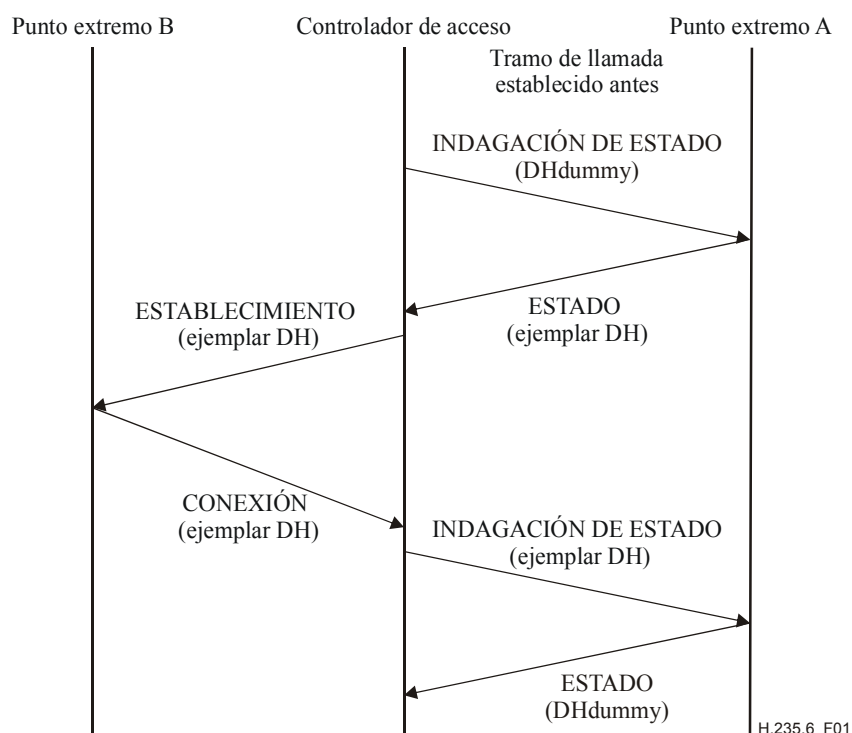 Punto extremo B
Controlador de acceso
Punto extremo A
Tramo de llamada
establecido antes
INDAGACIÓN DE ESTADO
(DHdummy)
ESTABLECIMIENTO
(ejemplar DH)
ESTADO
(ejemplar DH)
CONEXIÓN
(ejemplar DH)
INDAGACIÓN DE ESTADO
(ejemplar DH)
ESTADO
(DHdummy)
H.235.6_F01